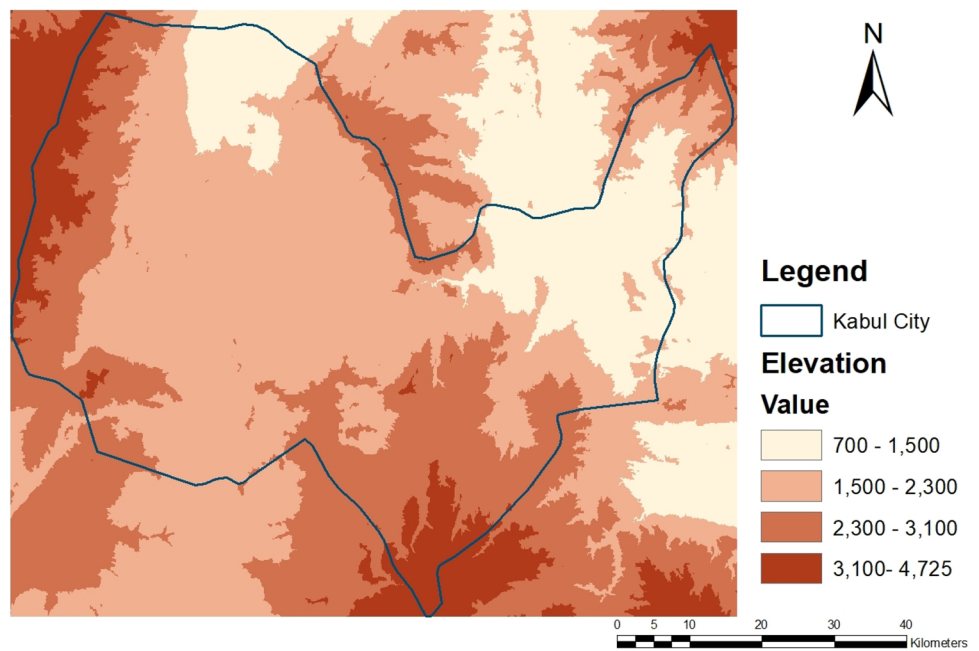 N
Legend
Kabul City
Elevation
Value
700 - 1,500
1,500 - 2,300
2,300 - 3,100
3,100- 4,725
0 5 10 20 30 40
Kilometers